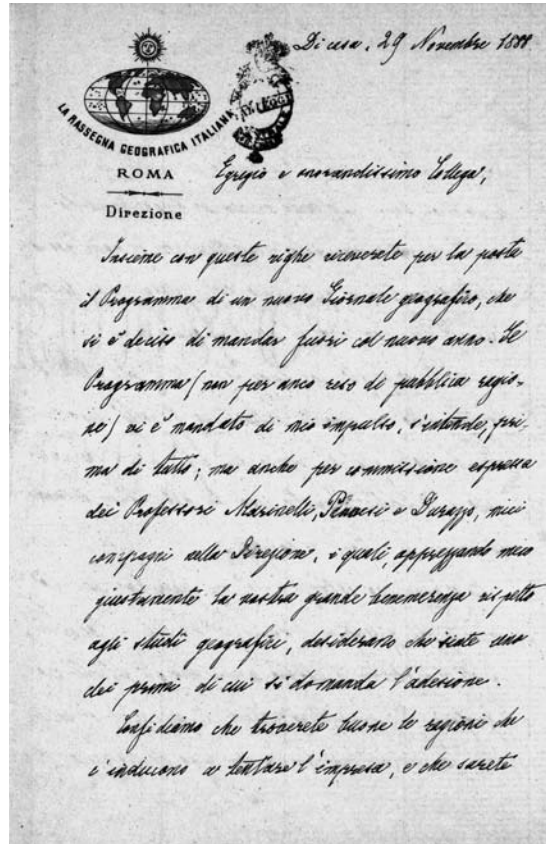 Di casa, 29 Novembre 1888
LA RASSEGNA GEOGRAFICA ITALIANA
ROMA
Direzione
Egregio e onorandissimo Collega,
Insieme con queste righe riceverete per la posta
il Programma di un nuovo Giornale geografico, che
si è deciso di mandar fuori col nuovo anno. Il
Programma (non per anco reso di pubblica ragio-
ne) vi è mandato di mio impulso, s'intende, pri-
ma di tutto; ma anche per commissione espressa
dei Professori Marinelli, Pennesi e Durazzo, miei
compagni nella Direzione, i quali, apprezzando meco
giustamente la vostra grande benemerenza rispetto
agli studi geografici, desiderano che siate uno
dei primi di cui si domanda l'adesione.
Confidiamo che troverete buone le ragioni che
c'inducono a tentare l'impresa, e che sarete